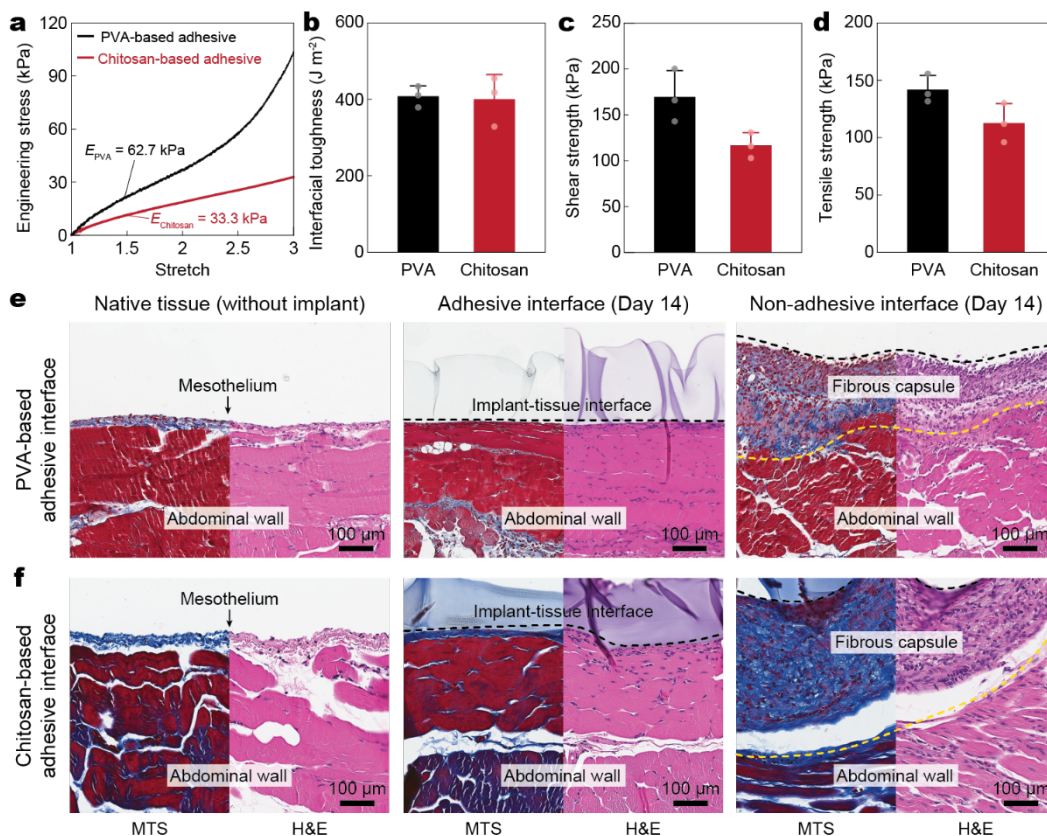 a
Engineering stress (kPa)
120
90
60
30
0
PVA-based adhesive
Chitosan-based adhesive
E_PVA = 62.7 kPa
E_Chitosan = 33.3 kPa
1
1.5
2
2.5
3
Stretch
b
Interfacial toughness (J m⁻²)
600
400
200
0
PVA
Chitosan
c
Shear strength (kPa)
250
200
150
100
50
0
PVA
Chitosan
d
Tensile strength (kPa)
200
150
100
50
0
PVA
Chitosan
e
Native tissue (without implant)
Adhesive interface (Day 14)
Non-adhesive interface (Day 14)
PVA-based
adhesive interface
Mesothelium
Abdominal wall
100 µm
Implant-tissue interface
Abdominal wall
100 µm
Fibrous capsule
Abdominal wall
100 µm
f
Chitosan-based
adhesive interface
Mesothelium
Abdominal wall
100 µm
Implant-tissue interface
Abdominal wall
100 µm
Fibrous capsule
Abdominal wall
100 µm
MTS
H&E
MTS
H&E
MTS
H&E